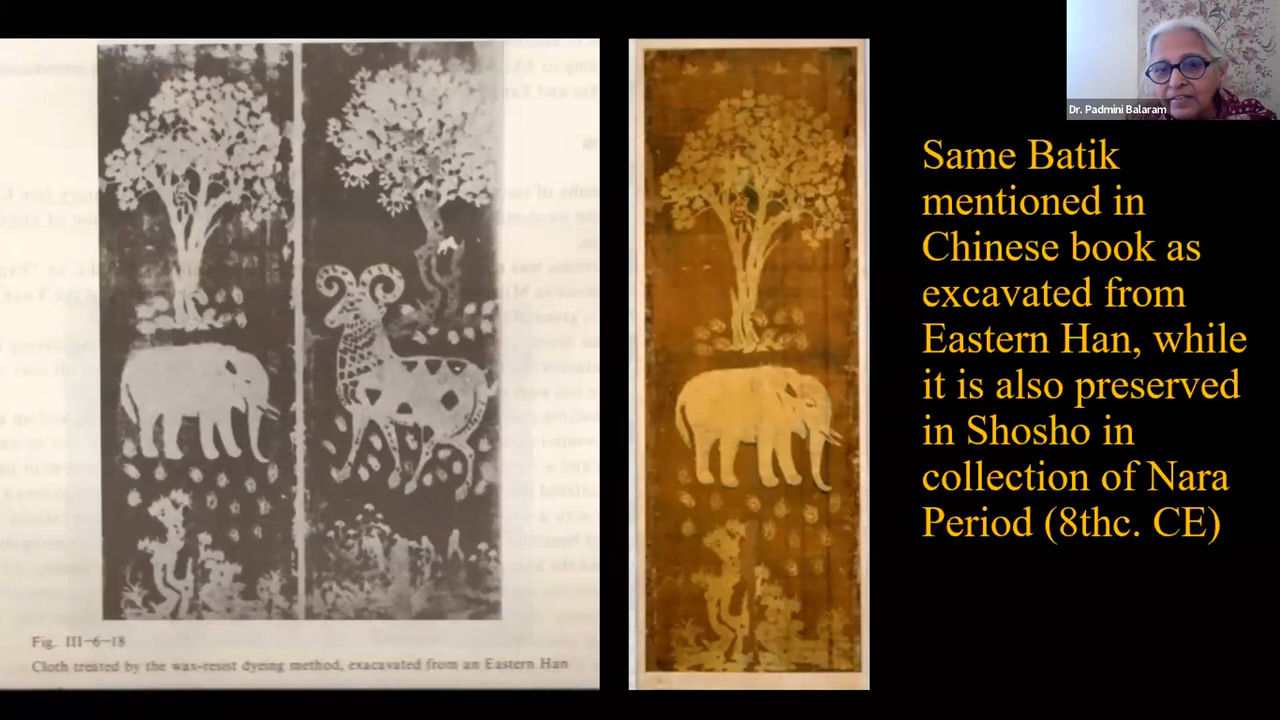 Dr. Padmini Balaram
Same Batik
mentioned in
Chinese book as
excavated from
Eastern Han, while
it is also preserved
in Shosho in
collection of Nara
Period (8thc. CE)
Fig. III-6-18
Cloth treated by the wax-resist dyeing method, exacavated from an Eastern Han